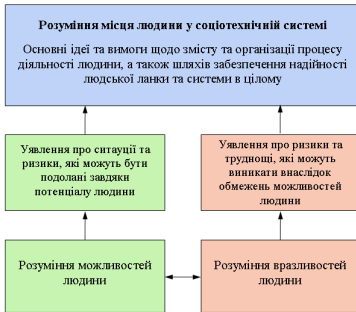 Розуміння місця людини у соціотехнічній системі
Основні ідеї та вимоги щодо змісту та організації процесу
діяльності людини, а також шляхів забезпечення надійності
людської ланки та системи в цілому
Уявлення про ситуації та
ризики, які можуть бути
подолані завдяки
потенціалу людини
Уявлення про ризики та
труднощі, які можуть
виникати внаслідок
обмежень можливостей
людини
Розуміння можливостей
людини
Розуміння вразливостей
людини